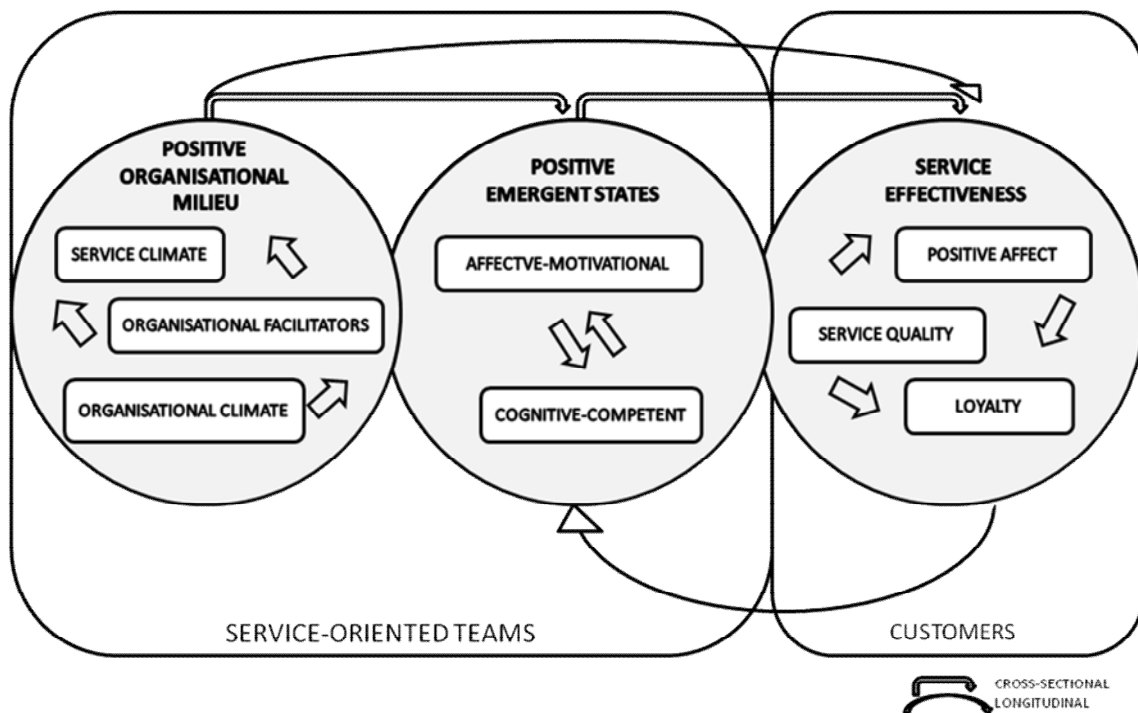 POSITIVE
ORGANISATIONAL
MILIEU
SERVICE CLIMATE
ORGANISATIONAL FACILITATORS
ORGANISATIONAL CLIMATE
POSITIVE
EMERGENT STATES
AFFECTVE-MOTIVATIONAL
COGNITIVE-COMPETENT
SERVICE
EFFECTIVENESS
POSITIVE AFFECT
SERVICE QUALITY
LOYALTY
SERVICE-ORIENTED TEAMS
CUSTOMERS
CROSS-SECTIONAL
LONGITUDINAL